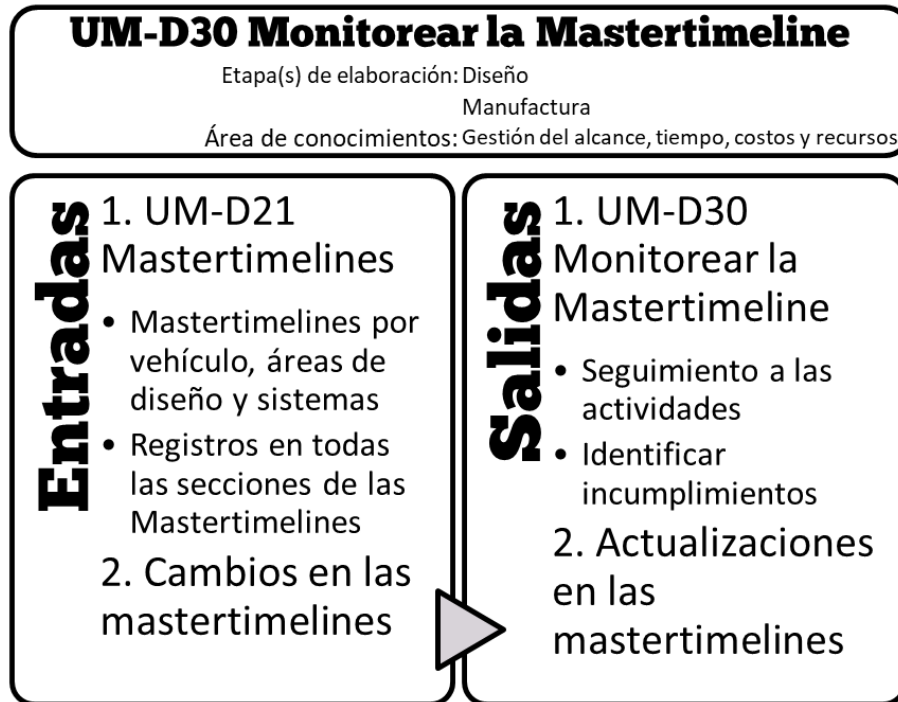 UM-D30 Monitorear la Mastertimeline
Etapa(s) de elaboración: Diseño
Manufactura
Área de conocimientos: Gestión del alcance, tiempo, costos y recursos
Entradas
1. UM-D21
Mastertimelines
• Mastertimelines por
vehículo, áreas de
diseño y sistemas
• Registros en todas
las secciones de las
Mastertimelines
2. Cambios en las
mastertimelines
Salidas
1. UM-D30
Monitorear la
Mastertimeline
• Seguimiento a las
actividades
• Identificar
incumplimientos
2. Actualizaciones
en las
mastertimelines